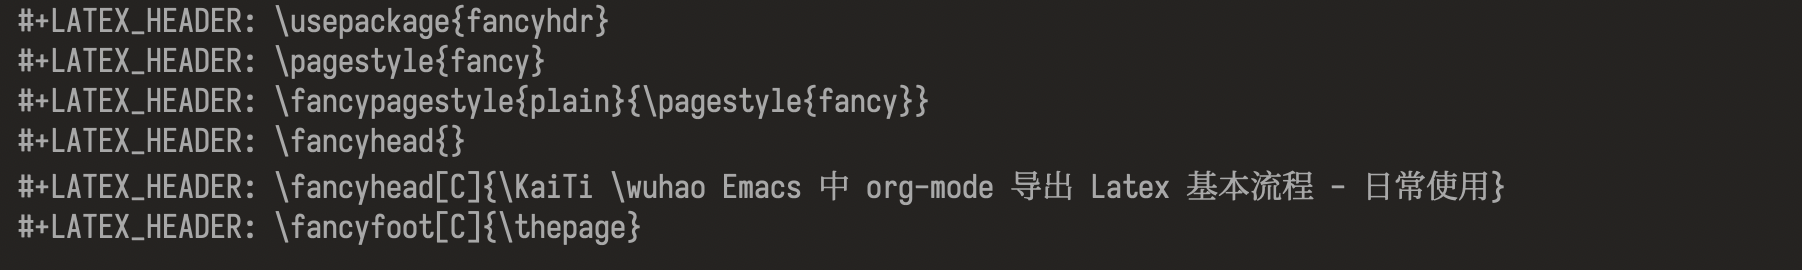 #+LATEX_HEADER: \usepackage{fancyhdr}
#+LATEX_HEADER: \pagestyle{fancy}
#+LATEX_HEADER: \fancypagestyle{plain}{\pagestyle{fancy}}
#+LATEX_HEADER: \fancyhead{}
#+LATEX_HEADER: \fancyhead[C]{\KaiTi \wuhao Emacs 中 org-mode 导出 Latex 基本流程 - 日常使用}
#+LATEX_HEADER: \fancyfoot[C]{\thepage}